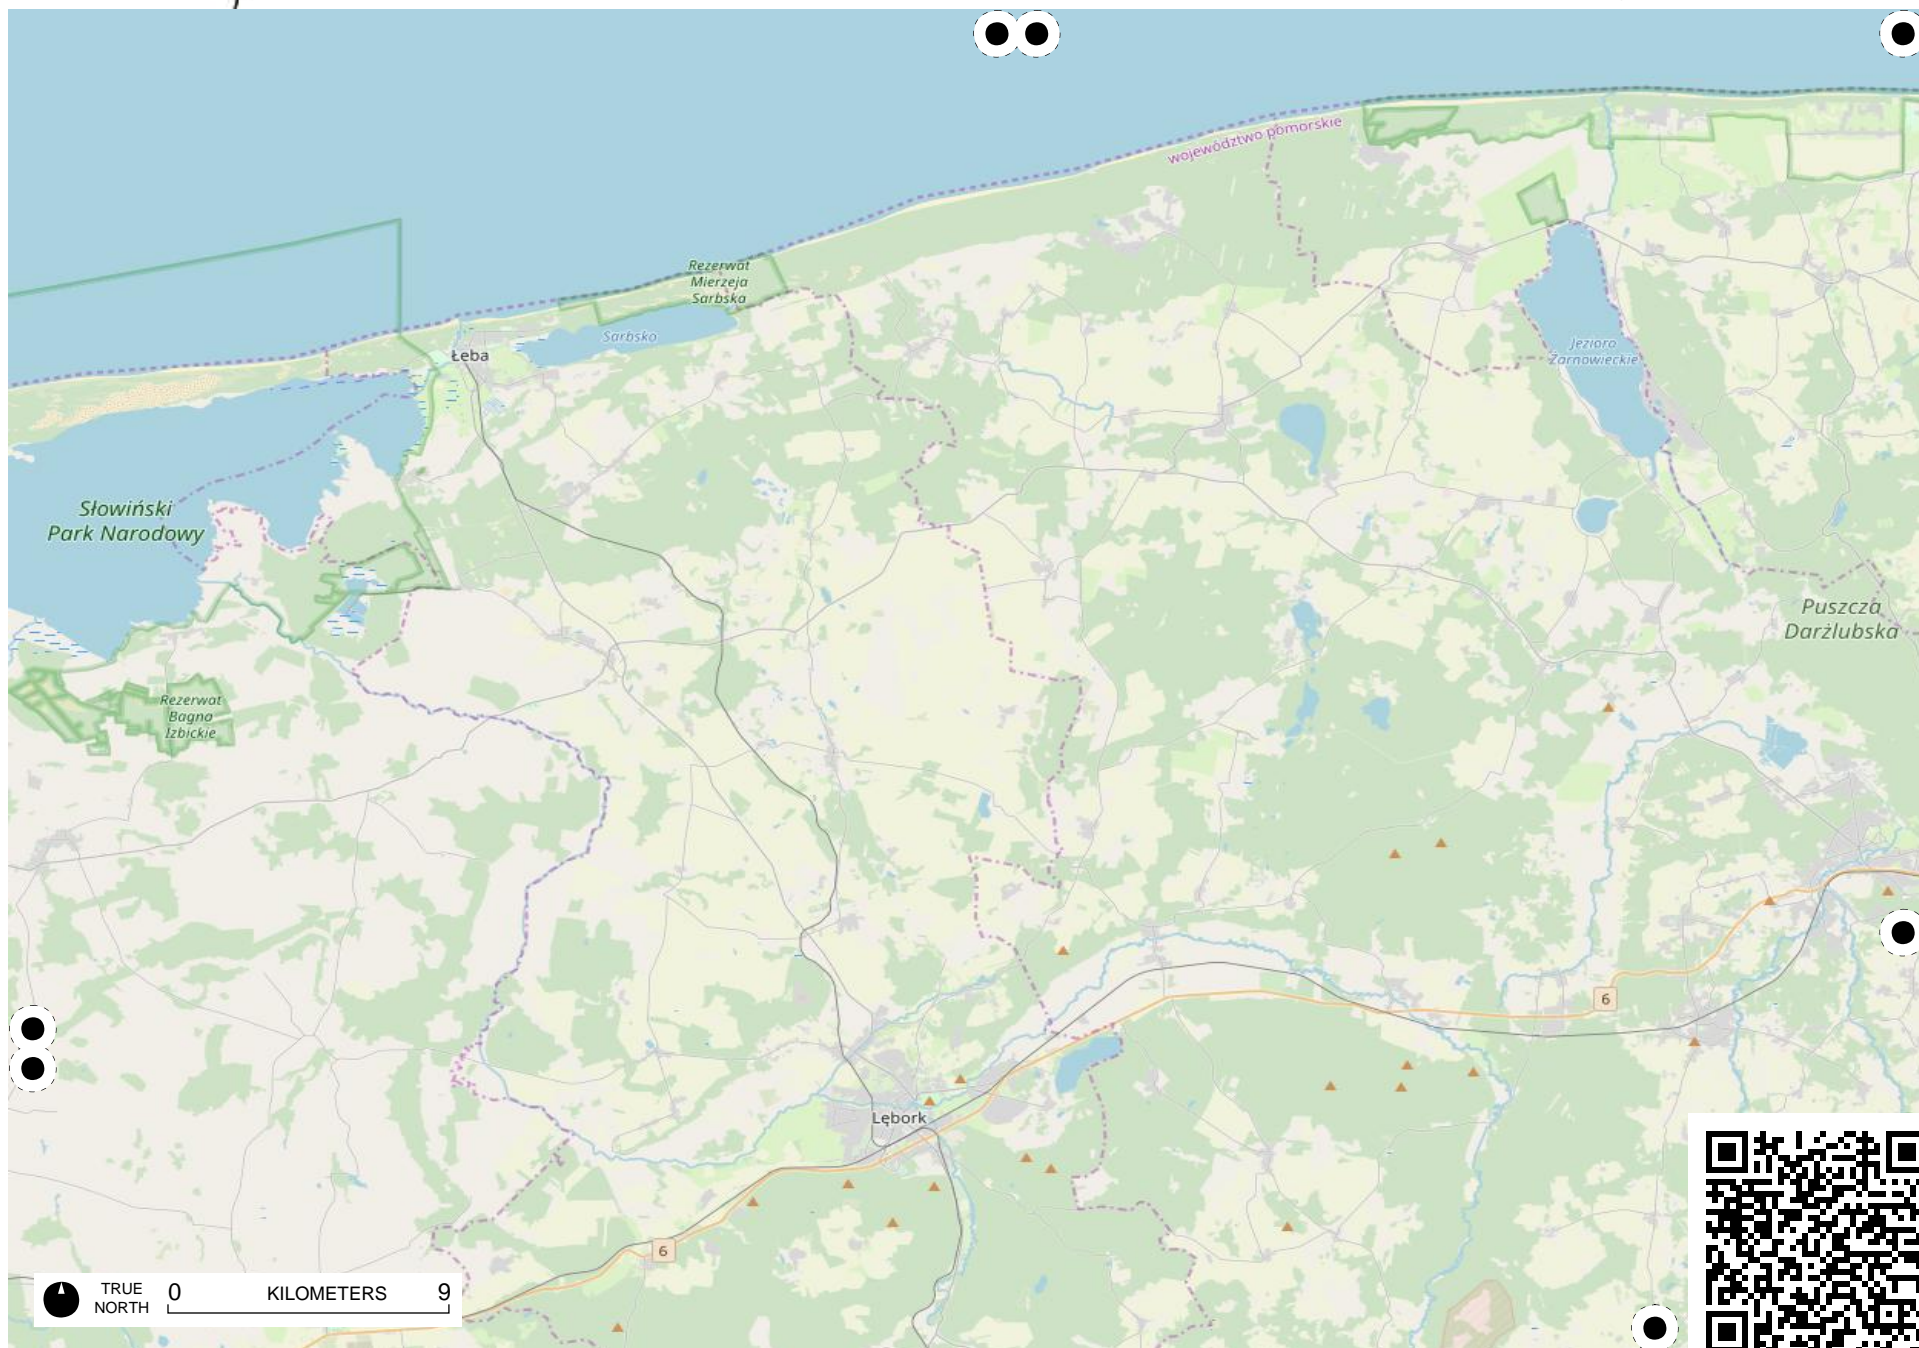 województwo pomorskie
Rezerwat
Mierzeja
Sarbska
Sarbsko
Łeba
Jezioro
Żarnowieckie
Słowiński
Park Narodowy
Puszcza
Darżlubska
Rezerwat
Bagna
Izbickie
6
Lębork
6
TRUE
NORTH
0 KILOMETERS 9